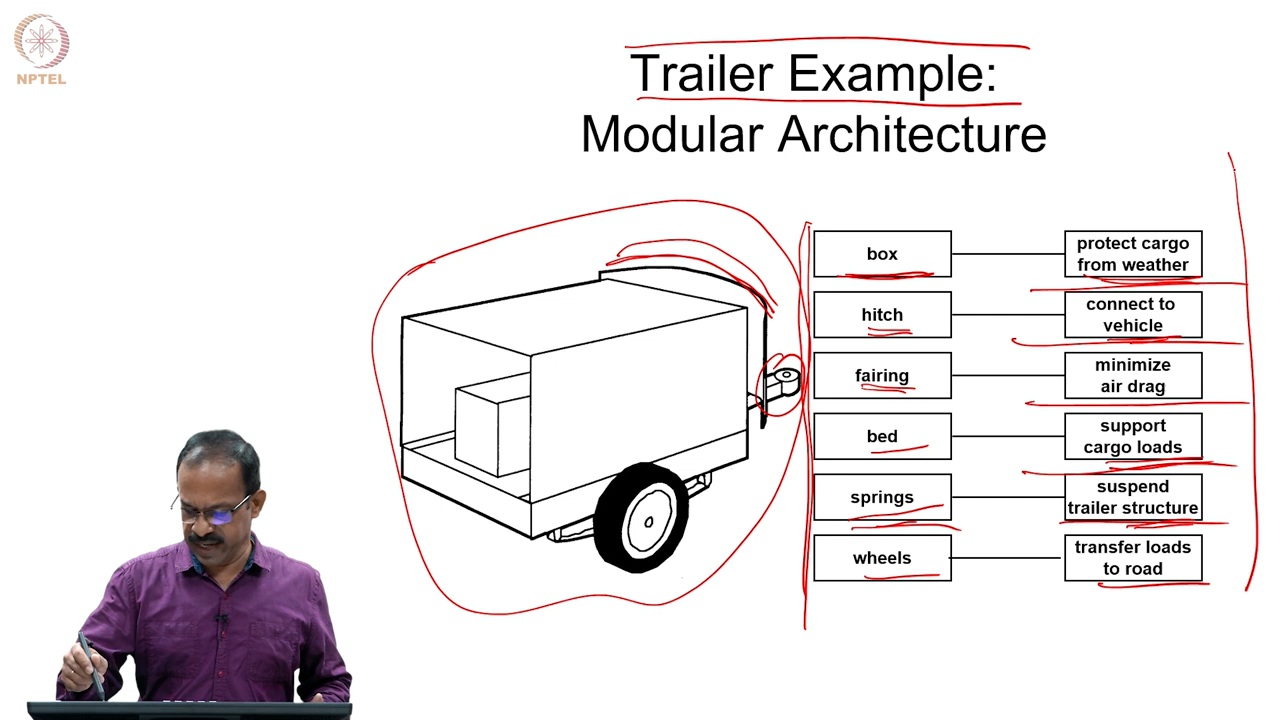 NPTEL
Trailer Example:
Modular Architecture
box
protect cargo
from weather
hitch
connect to
vehicle
fairing
minimize
air drag
bed
support
cargo loads
springs
suspend
trailer structure
wheels
transfer loads
to road